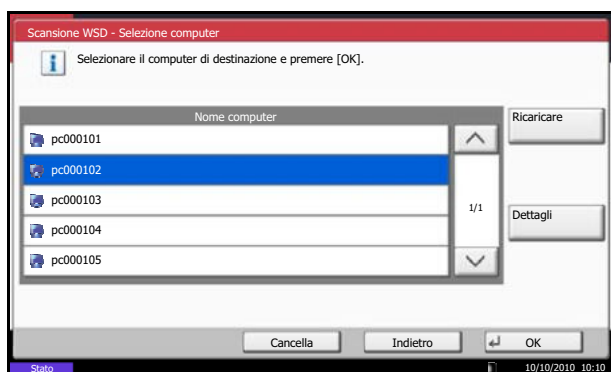 Scansione WSD - Selezione computer
Selezionare il computer di destinazione e premere [OK].
Nome computer
Ricaricare
pc000101
pc000102
pc000103
1/1
Dettagli
pc000104
pc000105
Cancella
Indietro
OK
Stato
10/10/2010 10:10